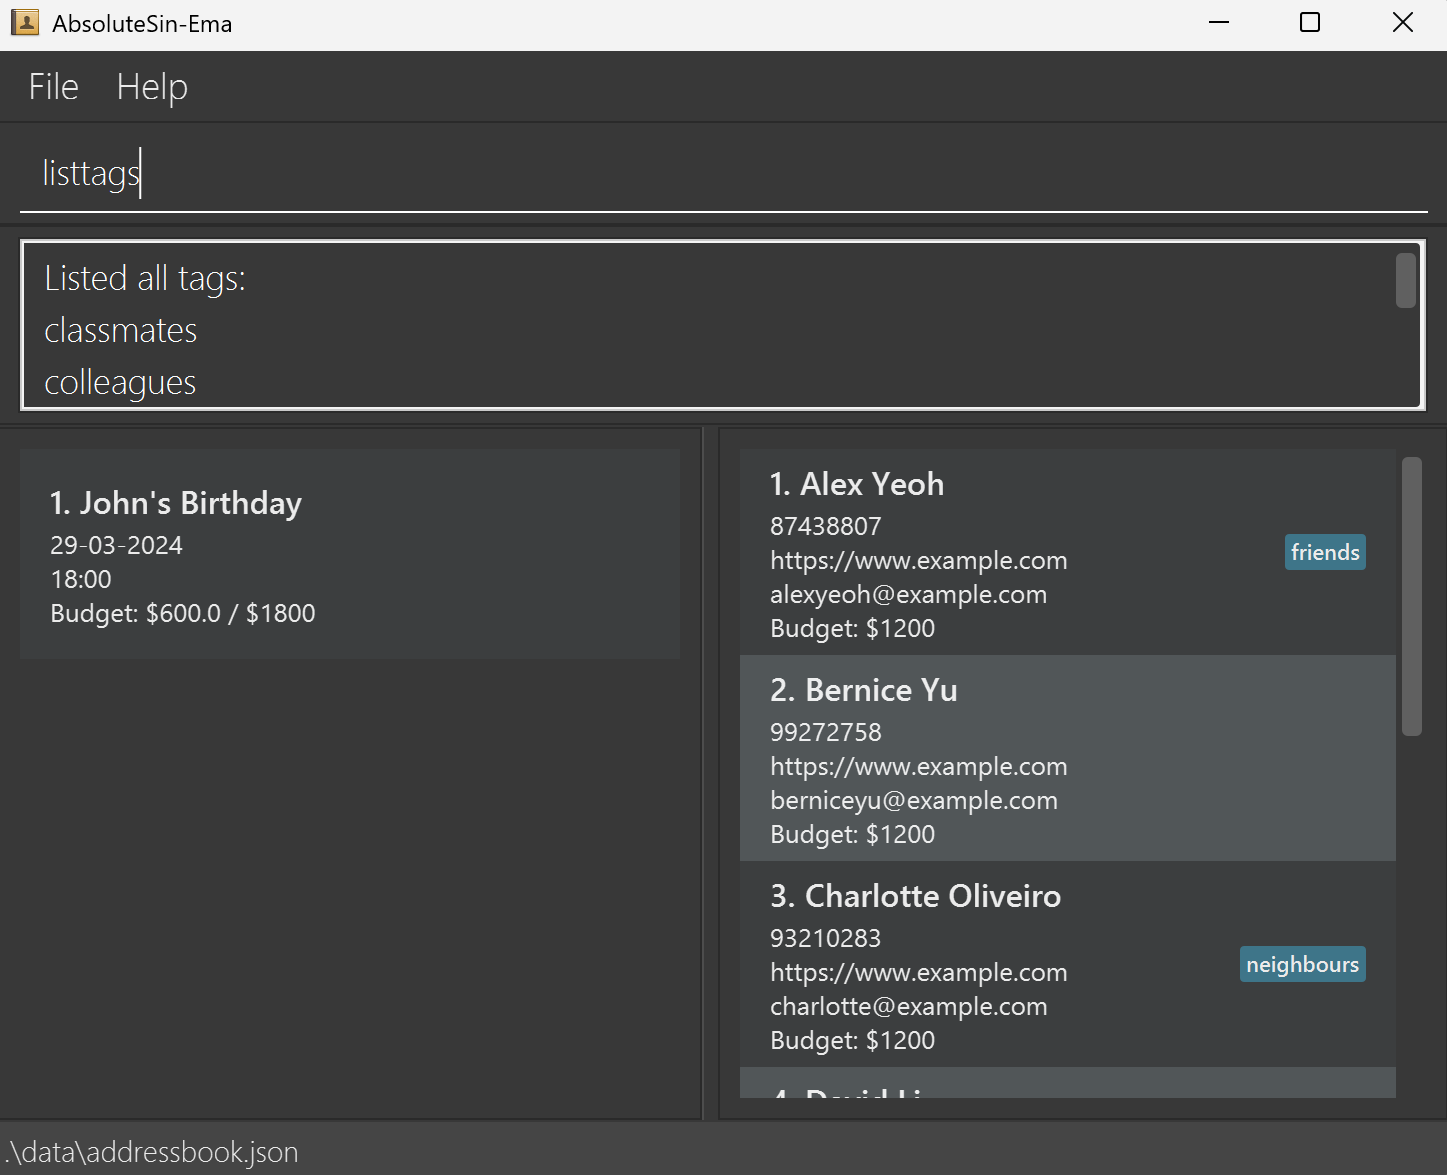 AbsoluteSin-Ema
File Help
listtags
Listed all tags:
classmates
colleagues
1. John's Birthday
29-03-2024
18:00
Budget: $600.0 / $1800
1. Alex Yeoh
87438807
https://www.example.com
alexyeoh@example.com
Budget: $1200
friends
2. Bernice Yu
99272758
https://www.example.com
berniceyu@example.com
Budget: $1200
3. Charlotte Oliveiro
93210283
https://www.example.com
charlotte@example.com
Budget: $1200
neighbours
4. David Li
.\data\addressbook.json